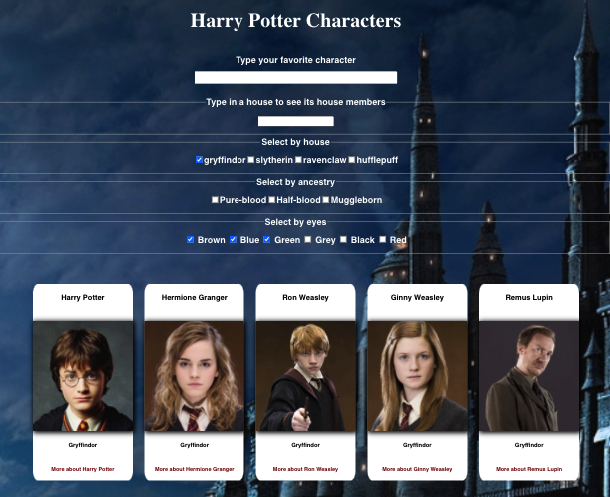 Harry Potter Characters
Type your favorite character
Type in a house to see its house members
Select by house
gryffindor slytherin ravenclaw hufflepuff
Select by ancestry
Pure-blood Half-blood Muggleborn
Select by eyes
Brown Blue Green Grey Black Red
Harry Potter Hermione Granger Ron Weasley Ginny Weasley Remus Lupin
Gryffindor Gryffindor Gryffindor Gryffindor Gryffindor
More about Harry Potter More about Hermione Granger More about Ron Weasley More about Ginny Weasley More about Remus Lupin